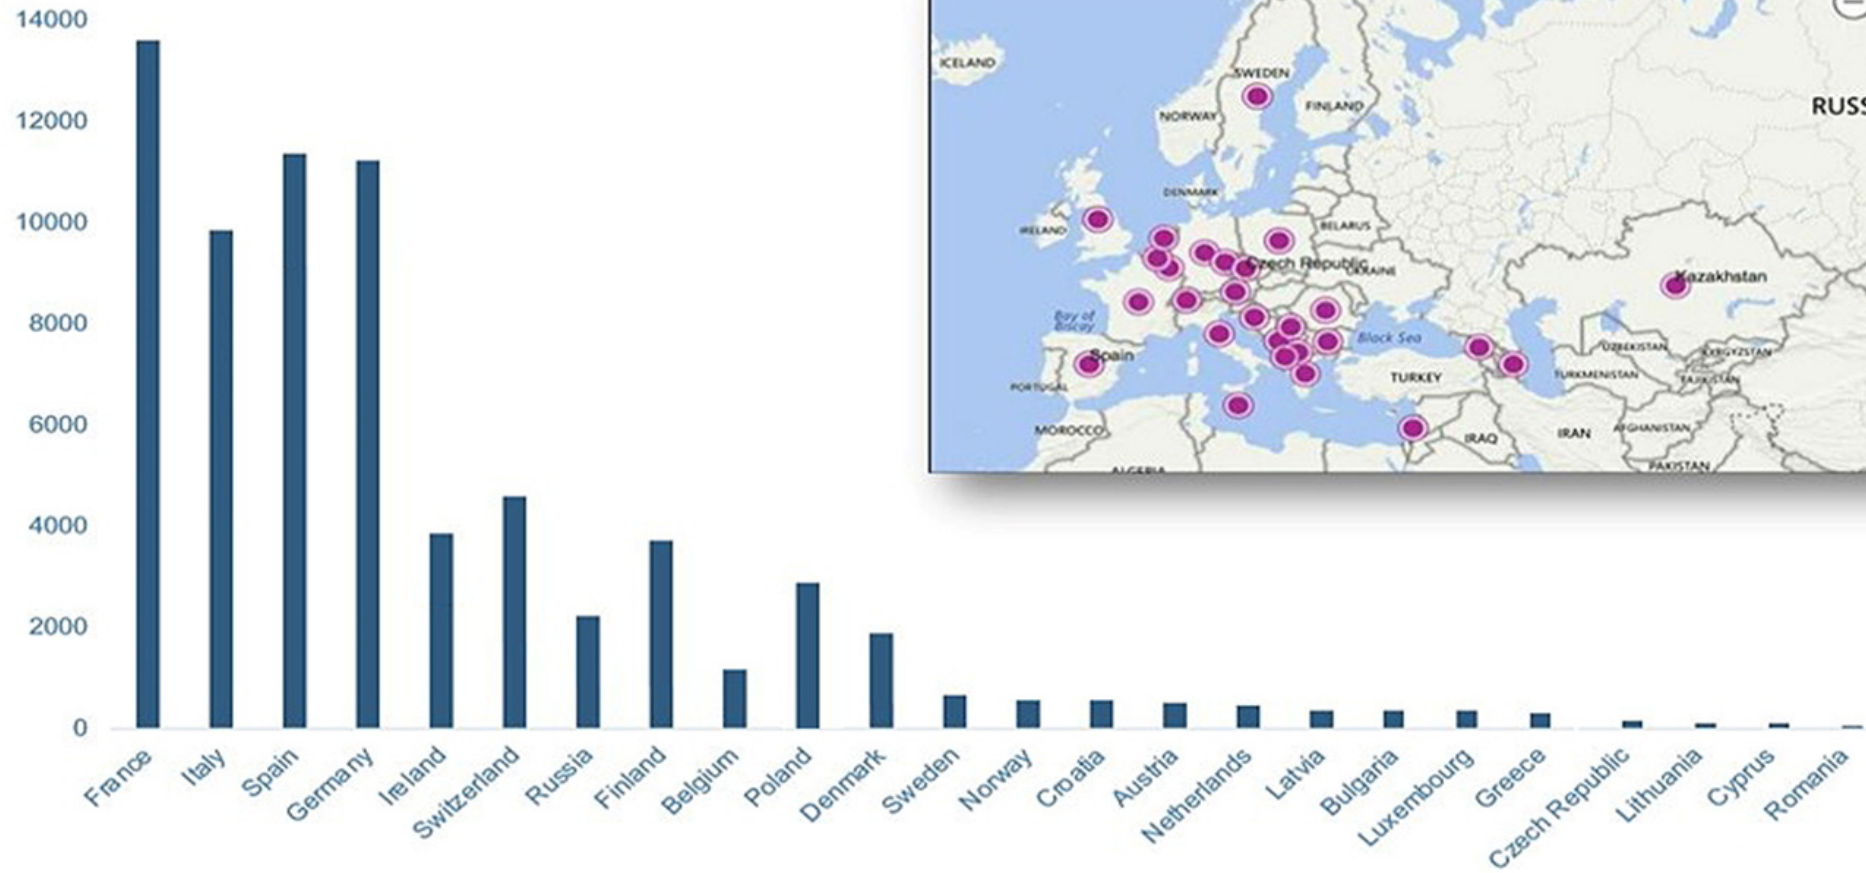 14000
12000
10000
8000
6000
4000
2000
0
France
Italy
Spain
Germany
Ireland
Switzerland
Russia
Finland
Belgium
Poland
Denmark
Sweden
Norway
Croatia
Austria
Netherlands
Latvia
Bulgaria
Luxembourg
Greece
Czech Republic
Lithuania
Cyprus
Romania
ICELAND
SWEDEN
NORWAY
FINLAND
RUSS
DENMARK
IRELAND
BELARUS
Czech Republic
UKRAINE
Kazakhstan
Bay of
Biscay
Black Sea
Spain
PORTUGAL
TURKEY
UZBEKISTAN
KYRGYZSTAN
TURKMENISTAN
TAJIKISTAN
MOROCCO
IRAQ
IRAN
AFGHANISTAN
ALGERIA
PAKISTAN